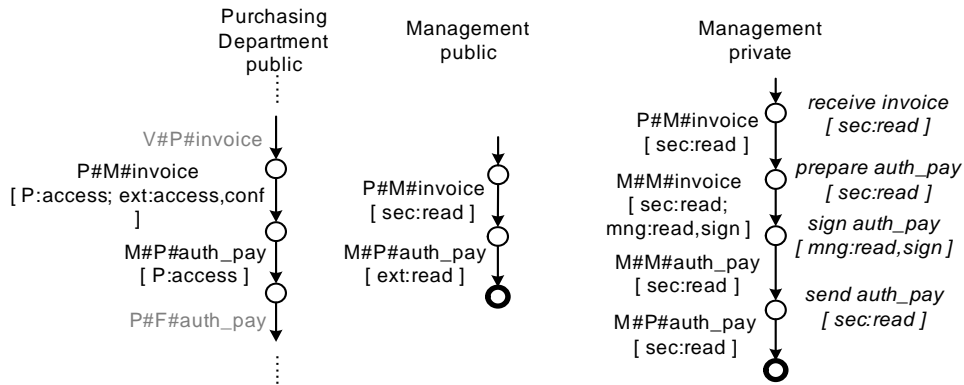 Purchasing
Department
public
V#P#invoice
P#M#invoice
[ P:access; ext:access,conf
]
M#P#auth_pay
[ P:access ]
P#F#auth_pay
Management
public
P#M#invoice
[ sec:read ]
M#P#auth_pay
[ ext:read ]
Management
private
P#M#invoice
[ sec:read ]
M#M#invoice
[ sec:read;
mng:read,sign ]
M#M#auth_pay
[ sec:read ]
M#P#auth_pay
[ sec:read ]
receive invoice
[ sec:read ]
prepare auth_pay
[ sec:read ]
sign auth_pay
[ mng:read,sign ]
send auth_pay
[ sec:read ]